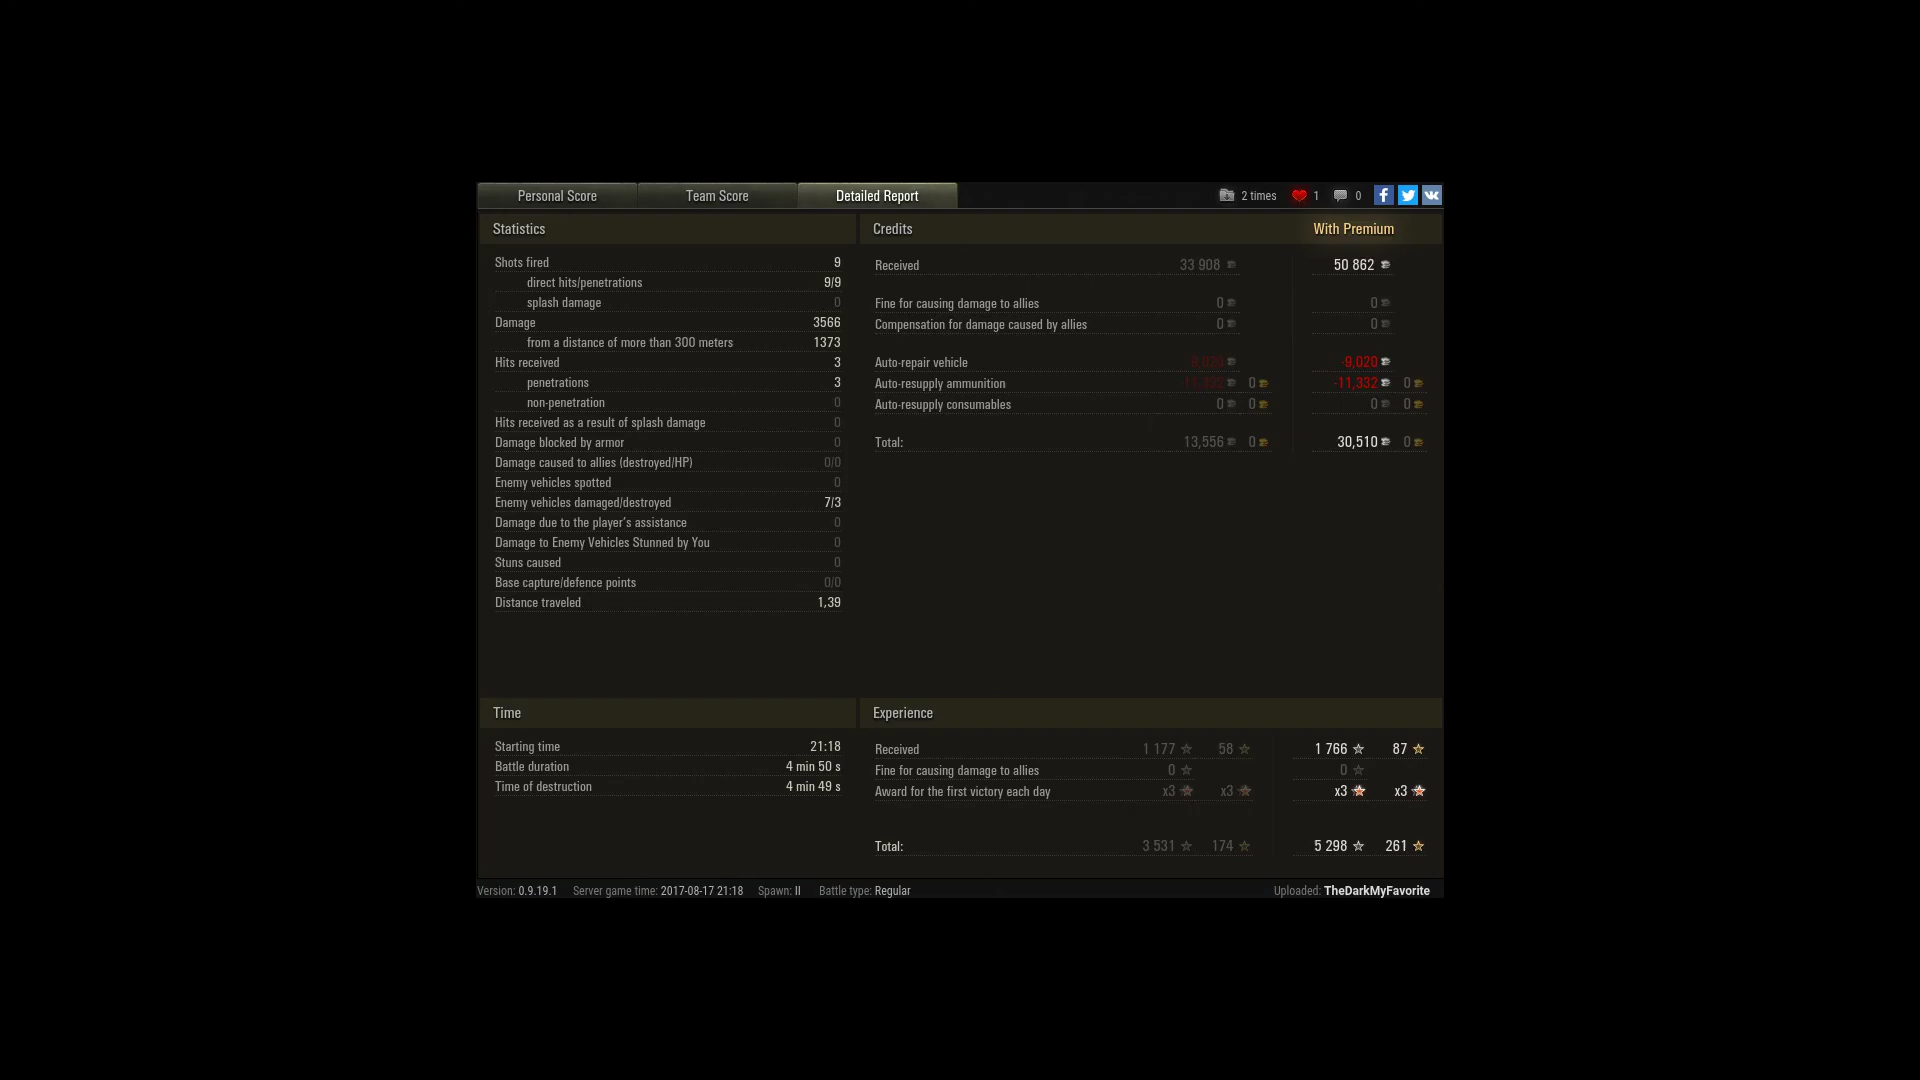 Personal Score Team Score Detailed Report 2 times 1 0
Statistics
Shots fired 9
direct hits/penetrations 9/9
splash damage 0
Damage 3566
from a distance of more than 300 meters 1373
Hits received 3
penetrations 3
non-penetration 0
Hits received as a result of splash damage 0
Damage blocked by armor 0
Damage caused to allies (destroyed/HP) 0/0
Enemy vehicles spotted 0
Enemy vehicles damaged/destroyed 7/3
Damage due to the player's assistance 0
Damage to Enemy Vehicles Stunned by You 0
Stuns caused 0
Base capture/defence points 0/0
Distance traveled 1,39
Credits With Premium
Received 33 908 50 862
Fine for causing damage to allies 0 0
Compensation for damage caused by allies 0 0
Auto-repair vehicle -9,020 -9,020
Auto-resupply ammunition -11,332 0 -11,332 0
Auto-resupply consumables 0 0 0 0
Total: 13,556 0 30,510 0
Time
Starting time 21:18
Battle duration 4 min 50 s
Time of destruction 4 min 49 s
Experience
Received 1 177 58 1 766 87
Fine for causing damage to allies 0 0
Award for the first victory each day x3 x3 x3 x3
Total: 3 531 174 5 298 261
Version: 0.9.19.1 Server game time: 2017-08-17 21:18 Spawn: II Battle type: Regular Uploaded: TheDarkMyFavorite